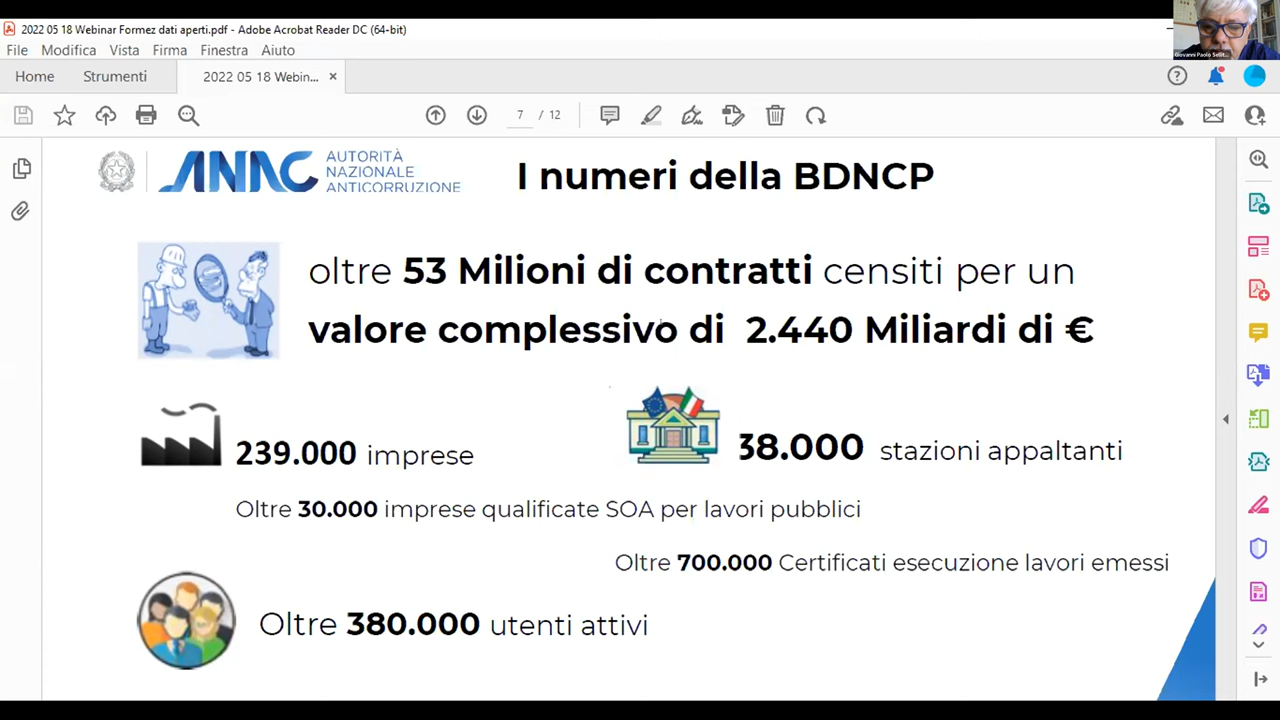 2022 05 18 Webinar Formez dati aperti.pdf - Adobe Acrobat Reader DC (64-bit)
File Modifica Vista Firma Finestra Aiuto
Home Strumenti 2022 05 18 Webin... ×
7 / 12
Giovanni Paolo Sellit...
ANAC AUTORITÀ
NAZIONALE
ANTICORRUZIONE
I numeri della BDNCP
oltre 53 Milioni di contratti censiti per un
valore complessivo di 2.440 Miliardi di €
239.000 imprese
38.000 stazioni appaltanti
Oltre 30.000 imprese qualificate SOA per lavori pubblici
Oltre 700.000 Certificati esecuzione lavori emessi
Oltre 380.000 utenti attivi